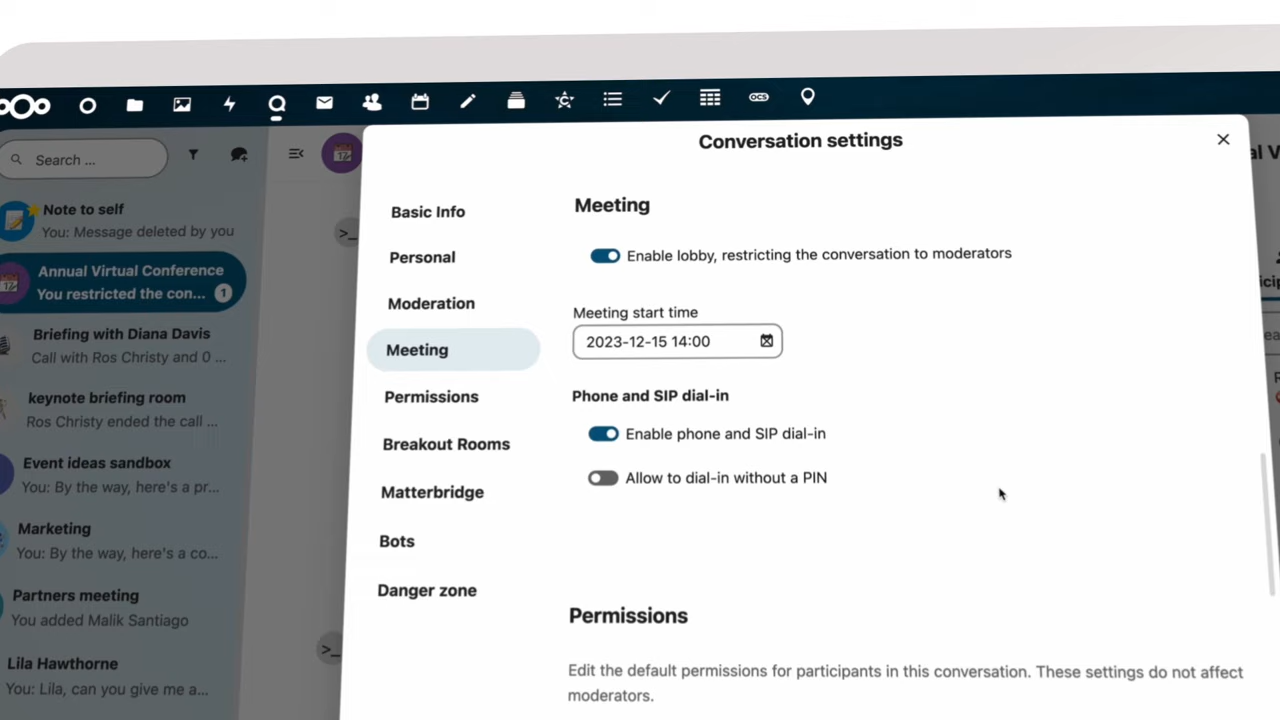 ocs
Search ...
Note to self
You: Message deleted by you
Annual Virtual Conference
You restricted the con... 1
Briefing with Diana Davis
Call with Ros Christy and 0 ...
keynote briefing room
Ros Christy ended the call ...
Event ideas sandbox
You: By the way, here's a pr...
Marketing
You: By the way, here's a co...
Partners meeting
You added Malik Santiago
Lila Hawthorne
You: Lila, can you give me a...
>_
>_
Conversation settings
Basic Info
Personal
Moderation
Meeting
Permissions
Breakout Rooms
Matterbridge
Bots
Danger zone
Meeting
Enable lobby, restricting the conversation to moderators
Meeting start time
2023-12-15 14:00
Phone and SIP dial-in
Enable phone and SIP dial-in
Allow to dial-in without a PIN
Permissions
Edit the default permissions for participants in this conversation. These settings do not affect
moderators.